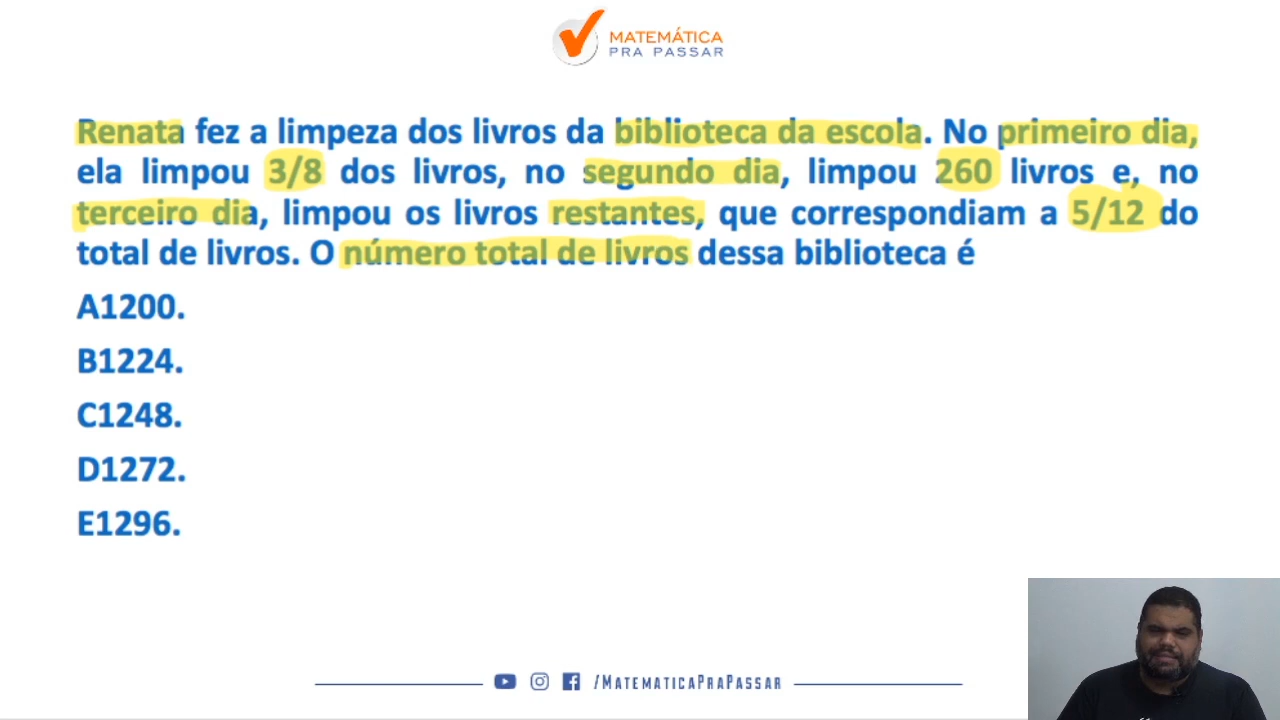 MATEMÁTICA
PRA PASSAR
Renata fez a limpeza dos livros da biblioteca da escola. No primeiro dia,
ela limpou 3/8 dos livros, no segundo dia, limpou 260 livros e, no
terceiro dia, limpou os livros restantes, que correspondiam a 5/12 do
total de livros. O número total de livros dessa biblioteca é
A1200.
B1224.
C1248.
D1272.
E1296.
/MATEMATICAPRAPASSAR